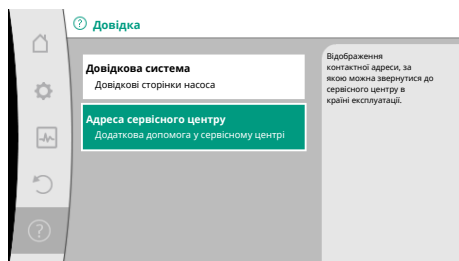 Довідка
Довідкова система
Довідкові сторінки насоса
Адреса сервісного центру
Додаткова допомога у сервісному центрі
Відображення
контактної адреси, за
якою можна звернутися до
сервісного центру в
країні експлуатації.